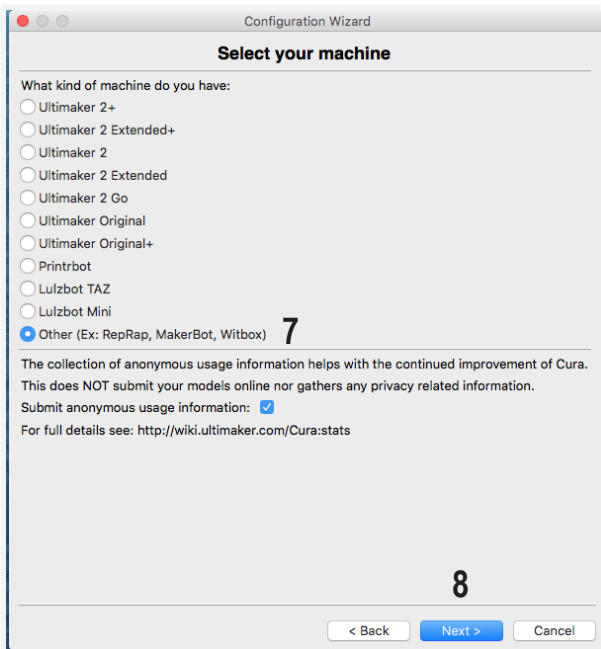 Configuration Wizard
Select your machine
What kind of machine do you have:
Ultimaker 2+
Ultimaker 2 Extended+
Ultimaker 2
Ultimaker 2 Extended
Ultimaker 2 Go
Ultimaker Original
Ultimaker Original+
Printrbot
Lulzbot TAZ
Lulzbot Mini
Other (Ex: RepRap, MakerBot, Witbox) 7
The collection of anonymous usage information helps with the continued improvement of Cura.
This does NOT submit your models online nor gathers any privacy related information.
Submit anonymous usage information:
For full details see: http://wiki.ultimaker.com/Cura:stats
8
< Back Next > Cancel